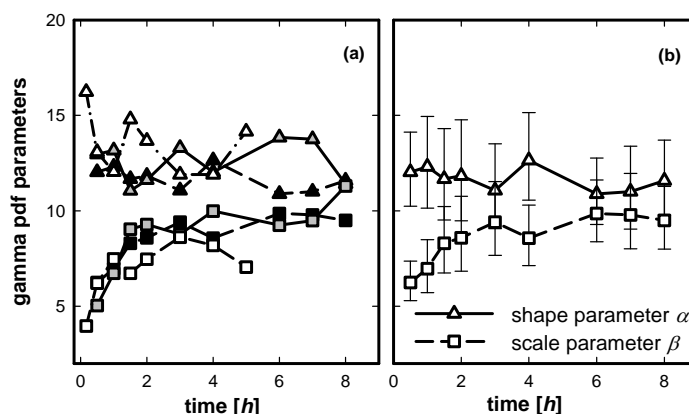 20
15
10
5
gamma pdf parameters
(a)
0 2 4 6 8
time [h]
(b)
shape parameter α
scale parameter β
0 2 4 6 8
time [h]